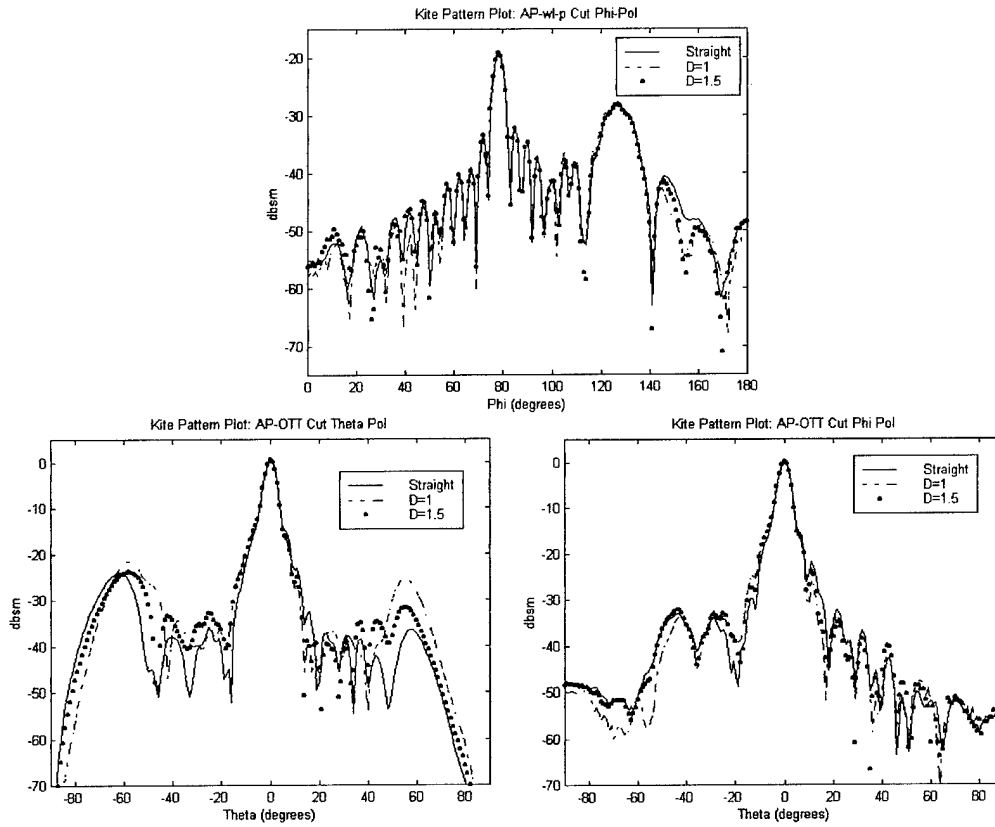 Kite Pattern Plot: AP-wl-p Cut Phi-Pol
Straight
D=1
D=1.5
dbsm
-20
-30
-40
-50
-60
-70
0 20 40 60 80 100 120 140 160 180
Phi (degrees)
Kite Pattern Plot: AP-OTT Cut Theta Pol
Straight
D=1
D=1.5
dbsm
0
-10
-20
-30
-40
-50
-60
-70
-80 -60 -40 -20 0 20 40 60 80
Theta (degrees)
Kite Pattern Plot: AP-OTT Cut Phi Pol
Straight
D=1
D=1.5
dbsm
0
-10
-20
-30
-40
-50
-60
-70
-80 -60 -40 -20 0 20 40 60 80
Theta (degrees)